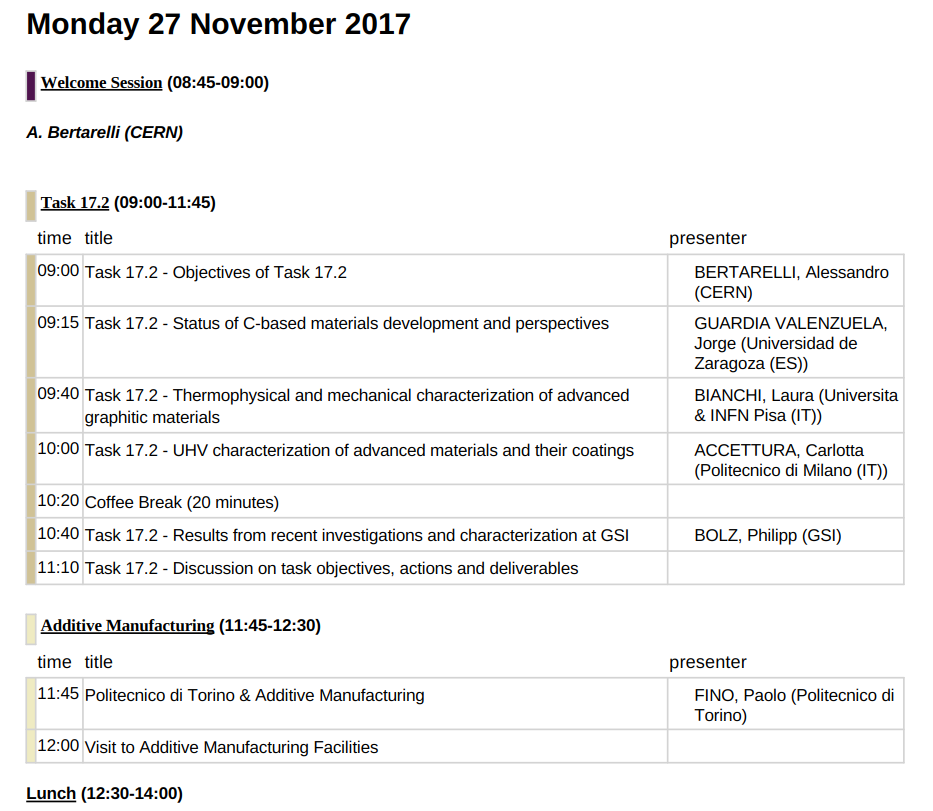 Monday 27 November 2017
Welcome Session (08:45-09:00)
A. Bertarelli (CERN)
Task 17.2 (09:00-11:45)
time title presenter
09:00 Task 17.2 - Objectives of Task 17.2 BERTARELLI, Alessandro
(CERN)
09:15 Task 17.2 - Status of C-based materials development and perspectives GUARDIA VALENZUELA,
Jorge (Universidad de
Zaragoza (ES))
09:40 Task 17.2 - Thermophysical and mechanical characterization of advanced BIANCHI, Laura (Universita
graphitic materials & INFN Pisa (IT))
10:00 Task 17.2 - UHV characterization of advanced materials and their coatings ACCETTURA, Carlotta
(Politecnico di Milano (IT))
10:20 Coffee Break (20 minutes)
10:40 Task 17.2 - Results from recent investigations and characterization at GSI BOLZ, Philipp (GSI)
11:10 Task 17.2 - Discussion on task objectives, actions and deliverables
Additive Manufacturing (11:45-12:30)
time title presenter
11:45 Politecnico di Torino & Additive Manufacturing FINO, Paolo (Politecnico di
Torino)
12:00 Visit to Additive Manufacturing Facilities
Lunch (12:30-14:00)